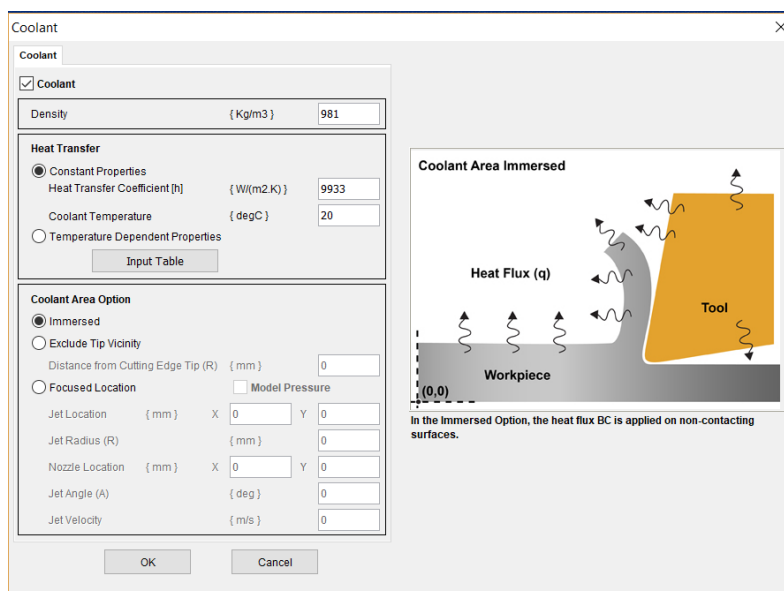 Coolant
Coolant
Coolant
Density { Kg/m3 } 981
Heat Transfer
Constant Properties
Heat Transfer Coefficient [h] { W/(m2.K) } 9933
Coolant Temperature { degC } 20
Temperature Dependent Properties
Input Table
Coolant Area Option
Immersed
Exclude Tip Vicinity
Distance from Cutting Edge Tip (R) { mm } 0
Focused Location Model Pressure
Jet Location { mm } X 0 Y 0
Jet Radius (R) { mm } 0
Nozzle Location { mm } X 0 Y 0
Jet Angle (A) { deg } 0
Jet Velocity { m/s } 0
OK Cancel
Coolant Area Immersed
Heat Flux (q)
Tool
Workpiece
(0,0)
In the Immersed Option, the heat flux BC is applied on non-contacting
surfaces.